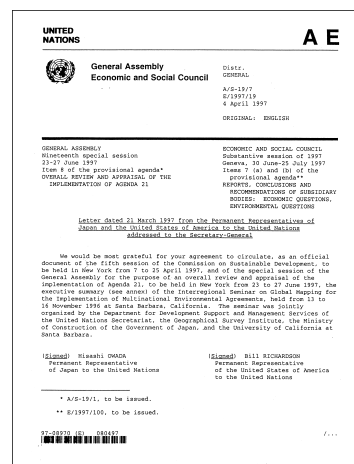 UNITED
NATIONS
A E
General Assembly
Economic and Social Council
Distr.
GENERAL
A/S-19/7
E/1997/19
4 April 1997
ORIGINAL: ENGLISH
GENERAL ASSEMBLY
Nineteenth special session
23-27 June 1997
Item 8 of the provisional agenda*
OVERALL REVIEW AND APPRAISAL OF THE
IMPLEMENTATION OF AGENDA 21
ECONOMIC AND SOCIAL COUNCIL
Substantive session of 1997
Geneva, 30 June-25 July 1997
Items 7 (a) and (b) of the
provisional agenda**
REPORTS, CONCLUSIONS AND
RECOMMENDATIONS OF SUBSIDIARY
BODIES: ECONOMIC QUESTIONS,
ENVIRONMENTAL QUESTIONS
Letter dated 21 March 1997 from the Permanent Representatives of
Japan and the United States of America to the United Nations
addressed to the Secretary-General
We would be most grateful for your agreement to circulate, as an official
document of the fifth session of the Commission on Sustainable Development, to
be held in New York from 7 to 25 April 1997, and of the special session of the
General Assembly for the purpose of an overall review and appraisal of the
implementation of Agenda 21, to be held in New York from 23 to 27 June 1997, the
executive summary (see annex) of the Interregional Seminar on Global Mapping for
the Implementation of Multinational Environmental Agreements, held from 13 to
16 November 1996 at Santa Barbara, California. The seminar was jointly
organized by the Department for Development Support and Management Services of
the United Nations Secretariat, the Geographical Survey Institute, the Ministry
of Construction of the Government of Japan, and the University of California at
Santa Barbara.
(Signed) Hisashi OWADA
Permanent Representative
of Japan to the United Nations
(Signed) Bill RICHARDSON
Permanent Representative
of the United States of America
to the United Nations
* A/S-19/1, to be issued.
** E/1997/100, to be issued.
97-08970 (E) 080497
/...